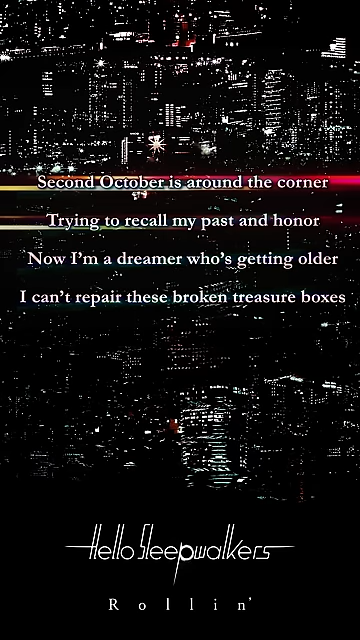 Second October is around the corner
Trying to recall my past and honor
Now I'm a dreamer who's getting older
I can't repair these broken treasure boxes
Hello Sleepwalkers
Rollin'